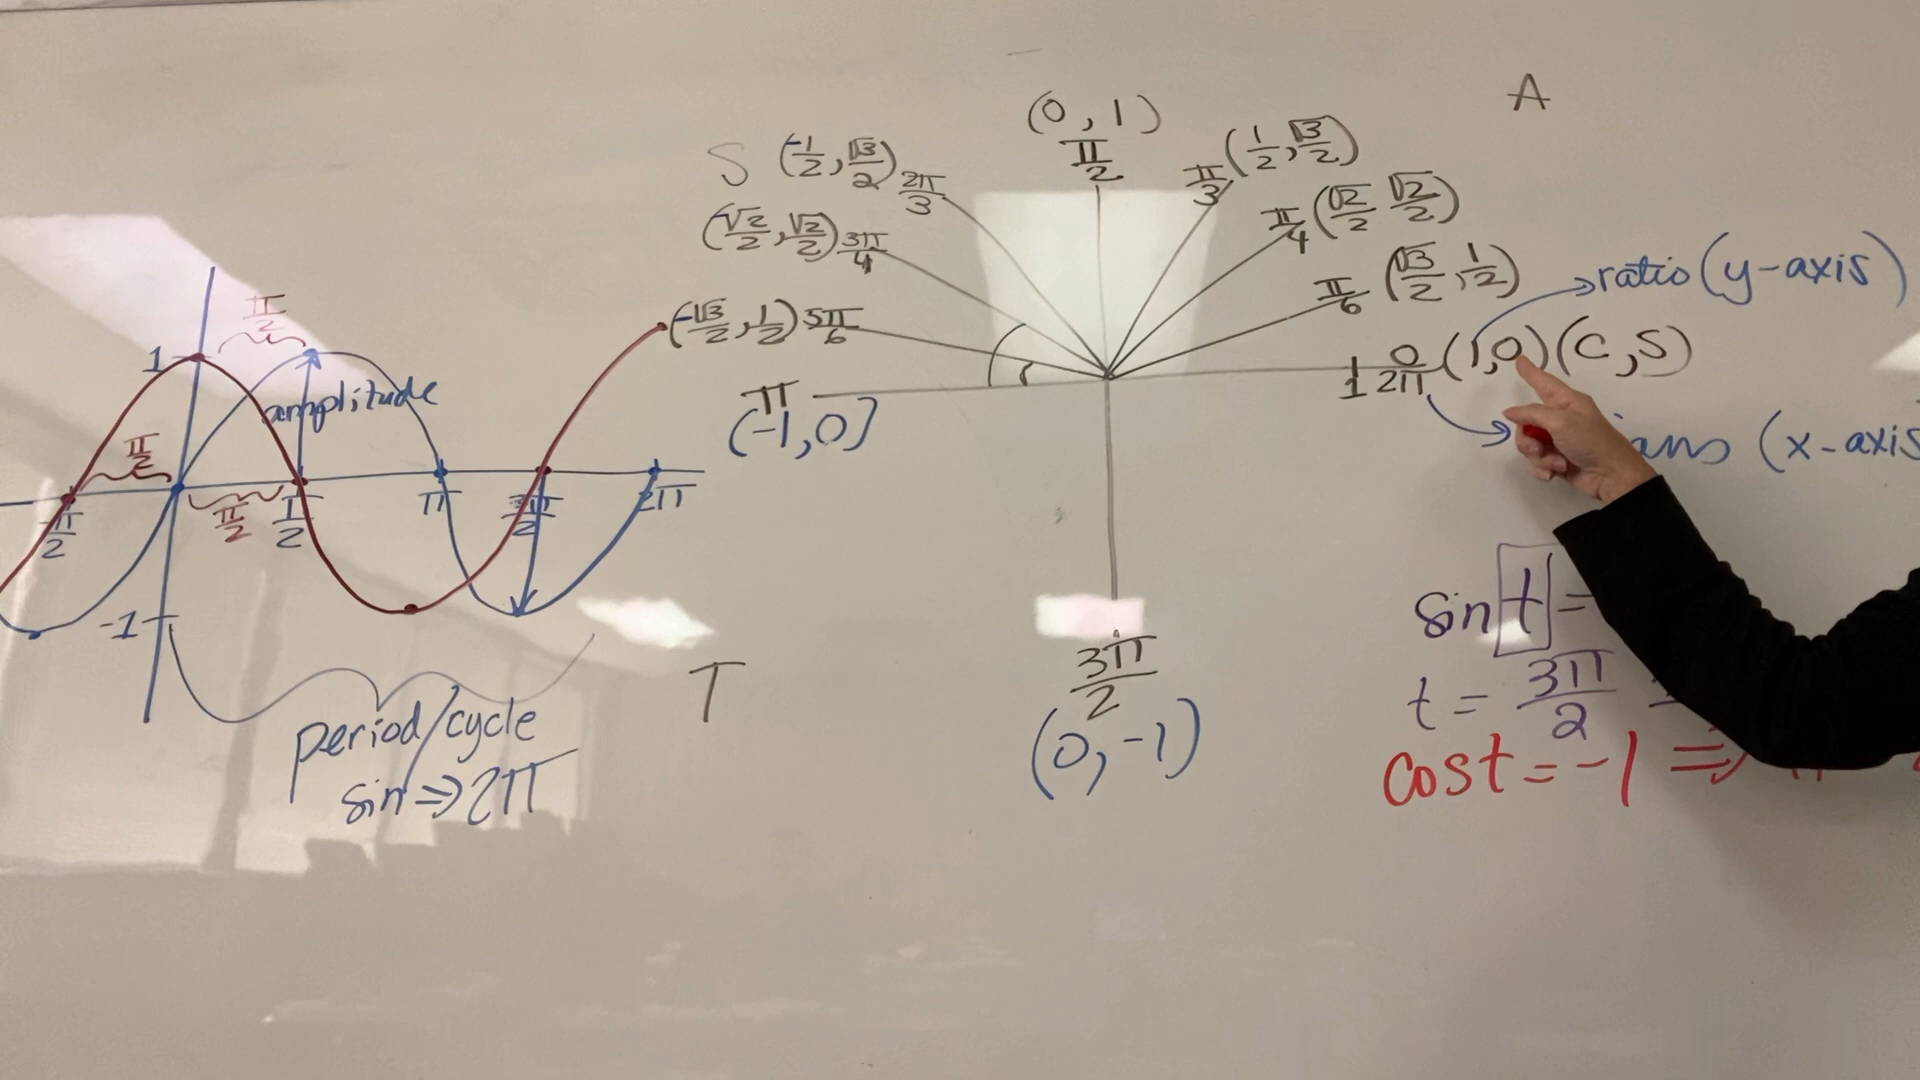 A
(0, 1)
π/2
S (-1/2, √3/2) 2π/3
π/3 (1/2, √3/2)
(-√2/2, √2/2) 3π/4
π/4 (√2/2 √2/2)
(-√3/2, 1/2) 5π/6
π/6 (√3/2, 1/2)
ratio (y-axis)
1 0/2π (1,0) (C, S)
π
(-1,0)
(x-axis
π/2
1
amplitude
π/2
π/2
π/2
π/2
π
3π/2
2π
-1
period/cycle
sin ⇒ 2π
T
3π/2
(0, -1)
sin t =
t = 3π/2
cos t = -1 ⇒